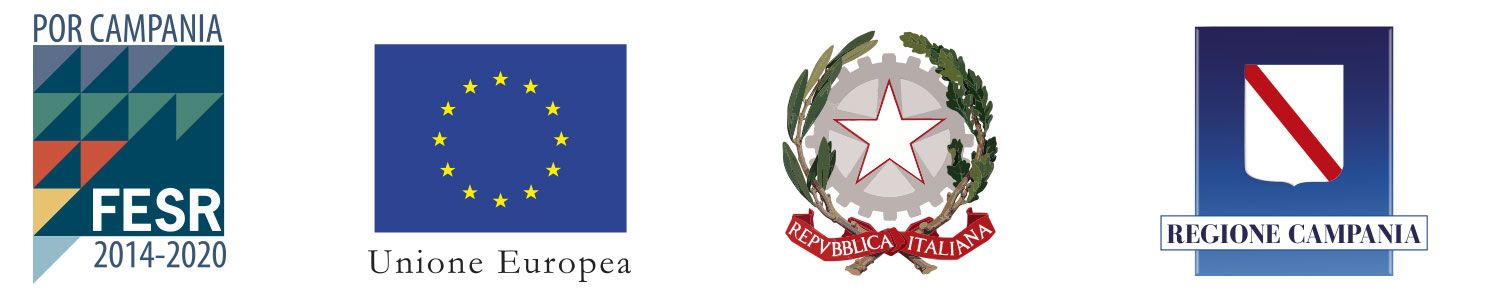 POR CAMPANIA
FESR
2014-2020
Unione Europea
REPVBBLICA ITALIANA
REGIONE CAMPANIA